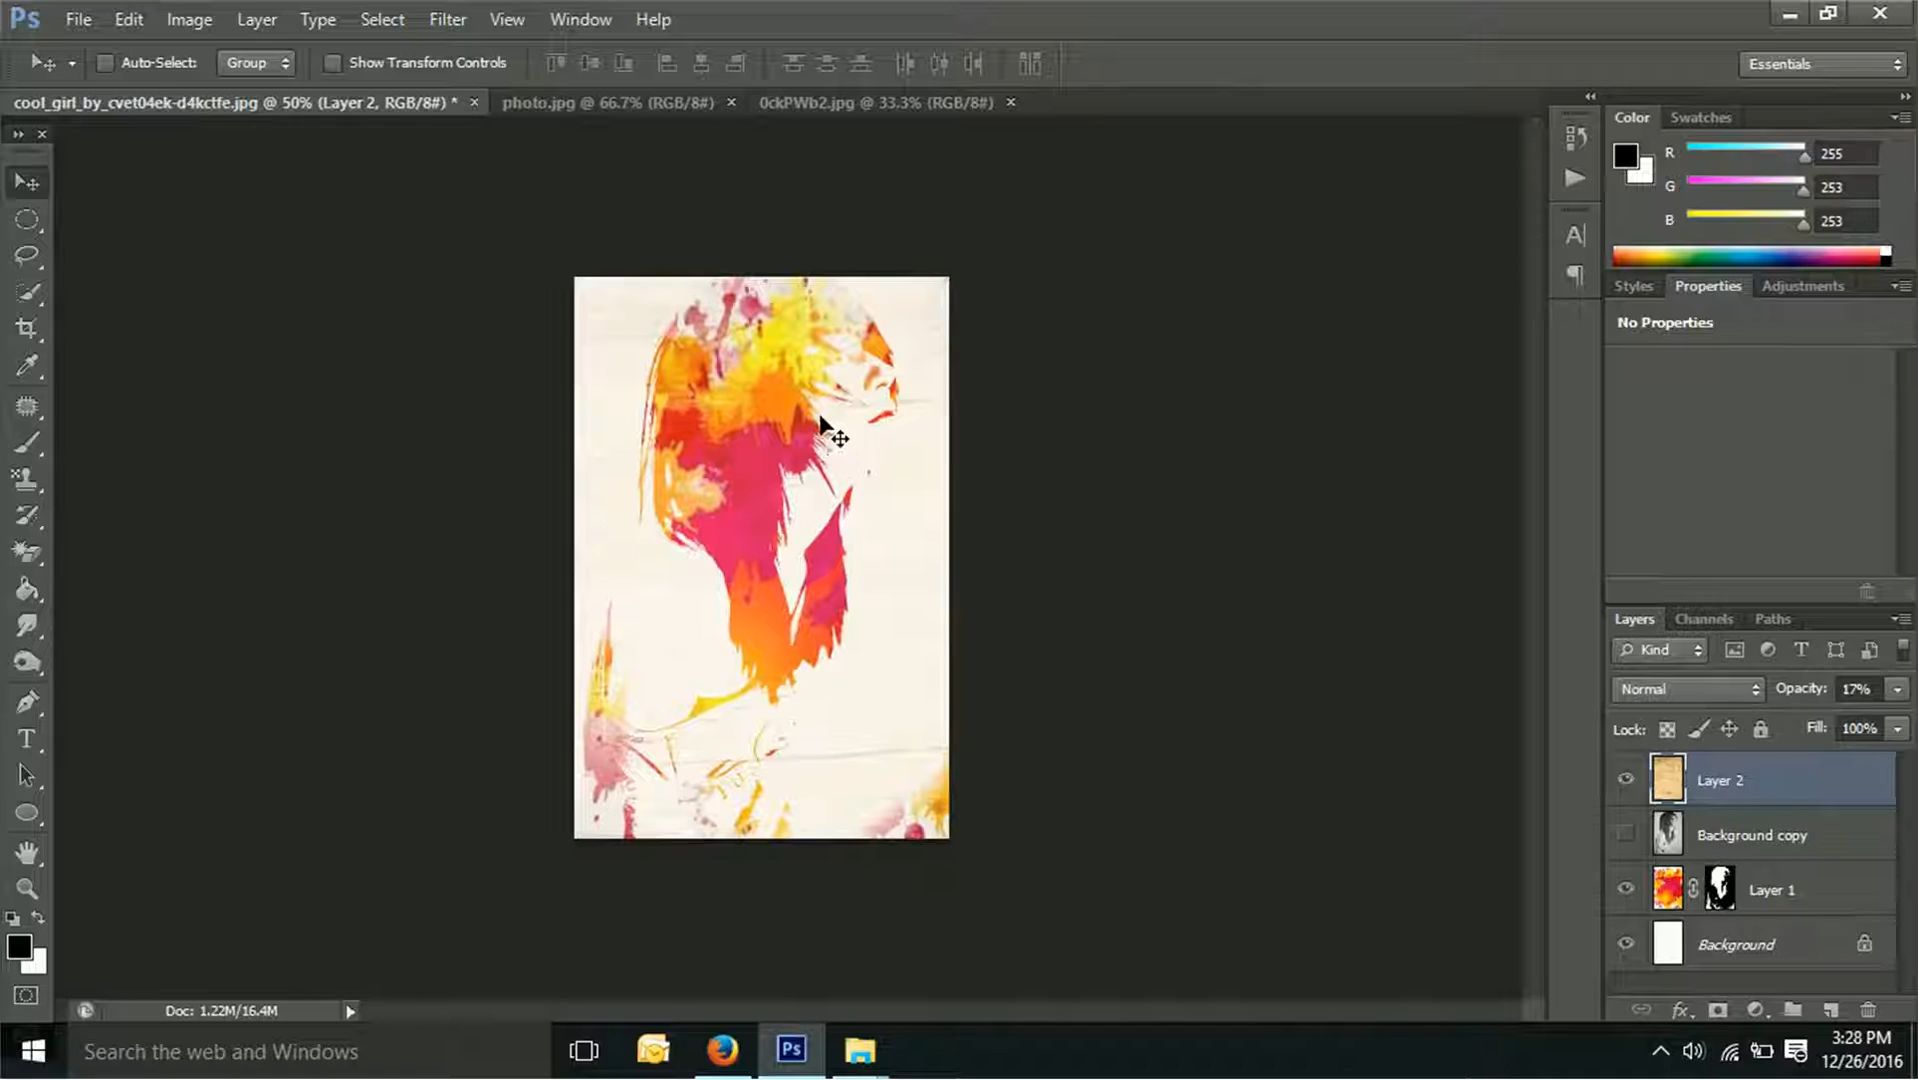 Ps File Edit Image Layer Type Select Filter View Window Help
Auto-Select: Group Show Transform Controls Essentials
cool_girl_by_cvet04ek-d4kctfe.jpg @ 50% (Layer 2, RGB/8#) * × photo.jpg @ 66.7% (RGB/8#) × 0ckPWb2.jpg @ 33.3% (RGB/8#) ×
Color Swatches
R 255
G 253
B 253
Styles Properties Adjustments
No Properties
Layers Channels Paths
Kind
Normal Opacity: 17%
Lock: Fill: 100%
Layer 2
Background copy
Layer 1
Background
Doc: 1.22M/16.4M
Search the web and Windows
Ps
3:28 PM
12/26/2016